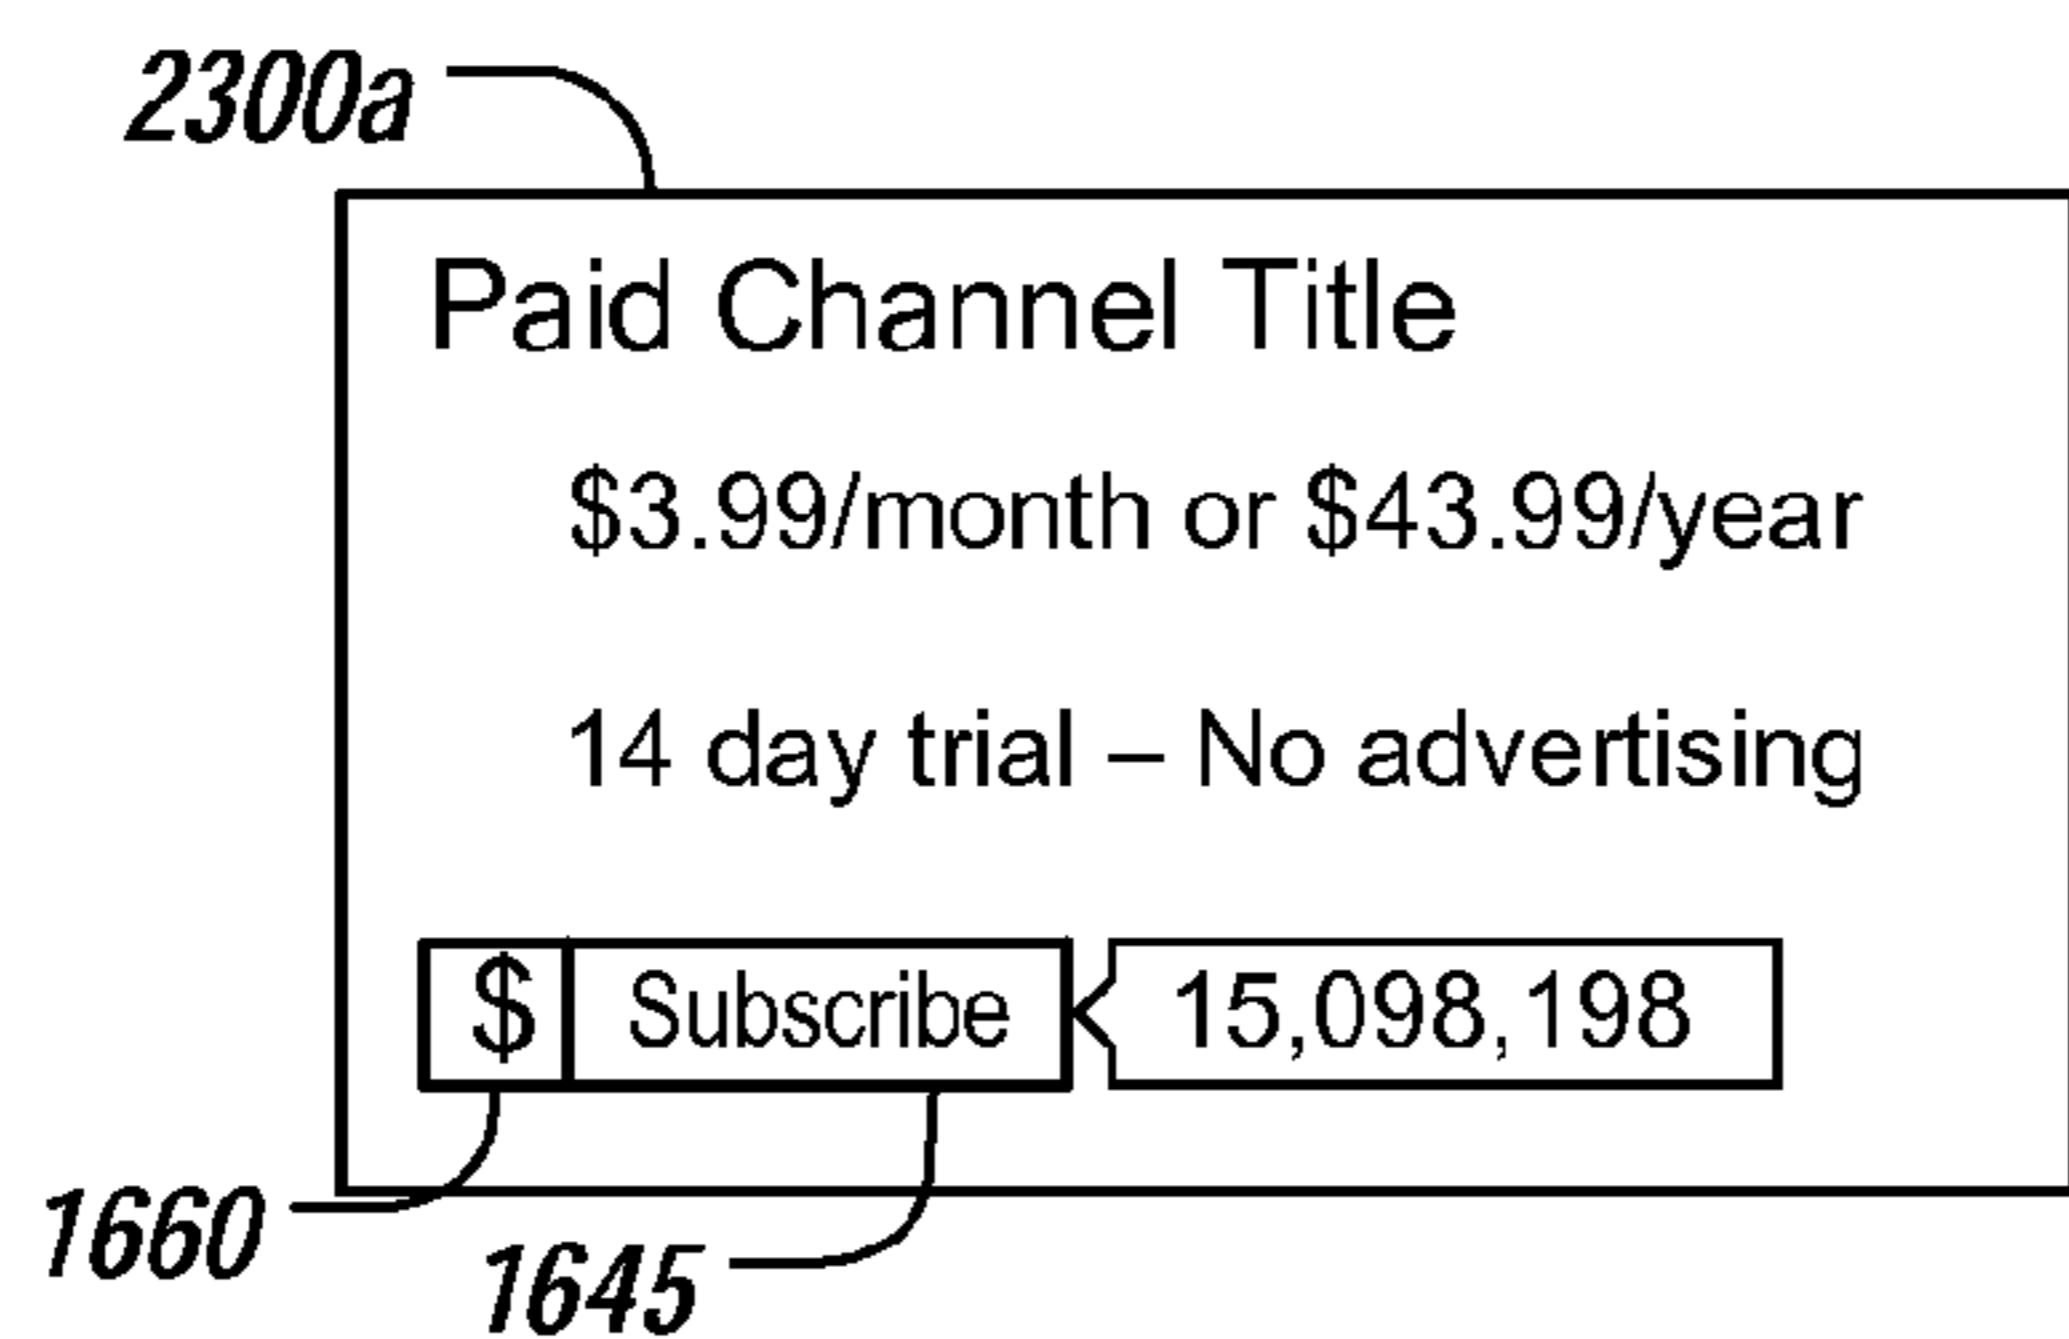 2300a
Paid Channel Title
$3.99/month or $43.99/year
14 day trial – No advertising
$ Subscribe 15,098,198
1660
1645